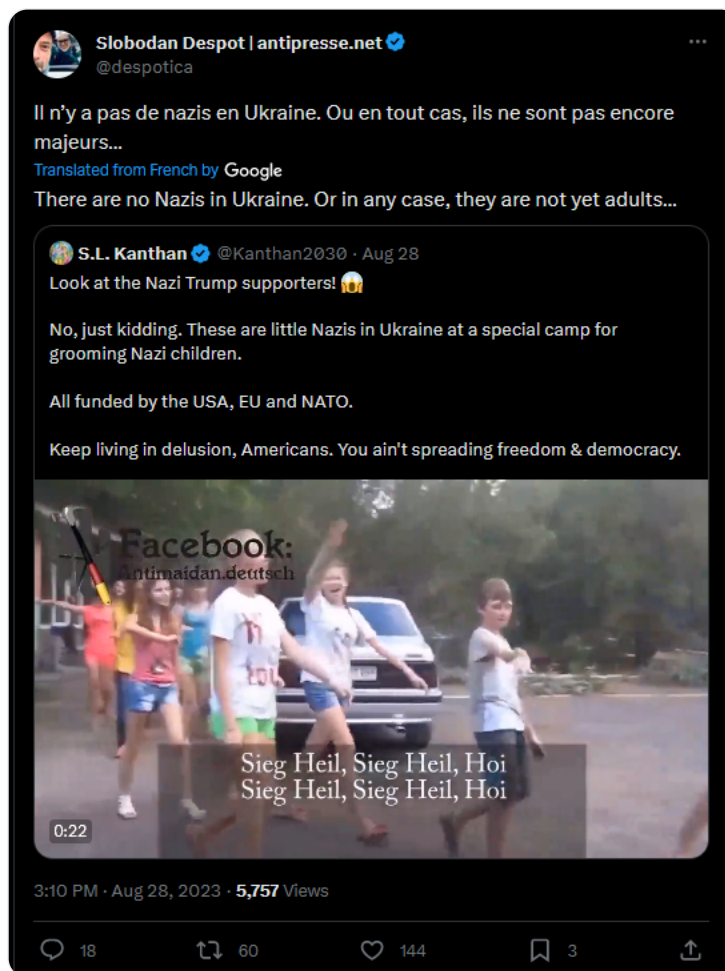 Slobodan Despot | antipresse.net
@despotica
Il n'y a pas de nazis en Ukraine. Ou en tout cas, ils ne sont pas encore
majeurs...
Translated from French by Google
There are no Nazis in Ukraine. Or in any case, they are not yet adults...
S.L. Kanthan @Kanthan2030 · Aug 28
Look at the Nazi Trump supporters! 😱
No, just kidding. These are little Nazis in Ukraine at a special camp for
grooming Nazi children.
All funded by the USA, EU and NATO.
Keep living in delusion, Americans. You ain't spreading freedom & democracy.
Facebook:
Antimaidan.deutsch
Sieg Heil, Sieg Heil, Hoi
Sieg Heil, Sieg Heil, Hoi
0:22
3:10 PM · Aug 28, 2023 · 5,757 Views
18 60 144 3